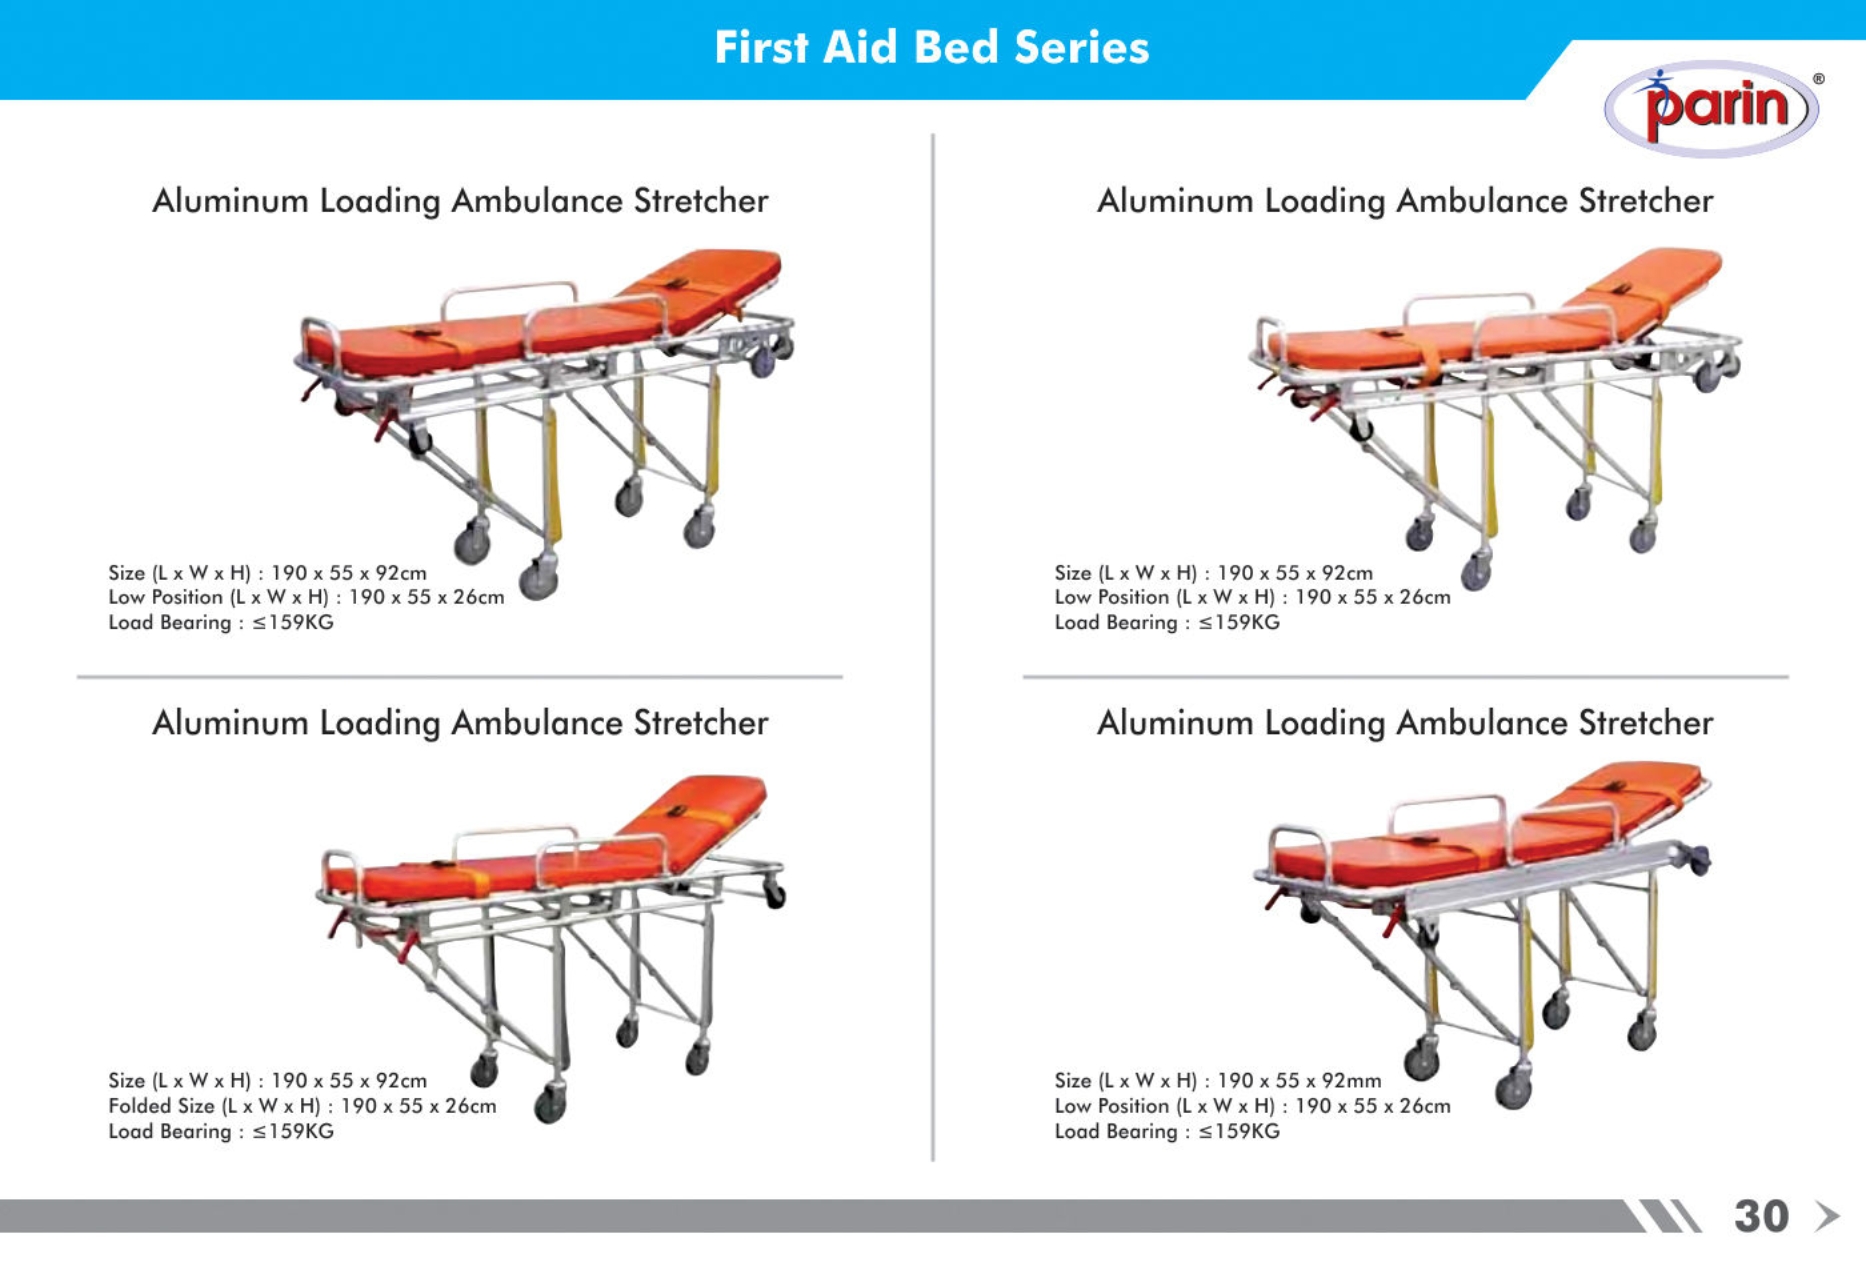 First Aid Bed Series
parin®
Aluminum Loading Ambulance Stretcher
Size (L x W x H) : 190 x 55 x 92cm
Low Position (L x W x H) : 190 x 55 x 26cm
Load Bearing : ≤159KG
Aluminum Loading Ambulance Stretcher
Size (L x W x H) : 190 x 55 x 92cm
Low Position (L x W x H) : 190 x 55 x 26cm
Load Bearing : ≤159KG
Aluminum Loading Ambulance Stretcher
Size (L x W x H) : 190 x 55 x 92cm
Folded Size (L x W x H) : 190 x 55 x 26cm
Load Bearing : ≤159KG
Aluminum Loading Ambulance Stretcher
Size (L x W x H) : 190 x 55 x 92mm
Low Position (L x W x H) : 190 x 55 x 26cm
Load Bearing : ≤159KG
30